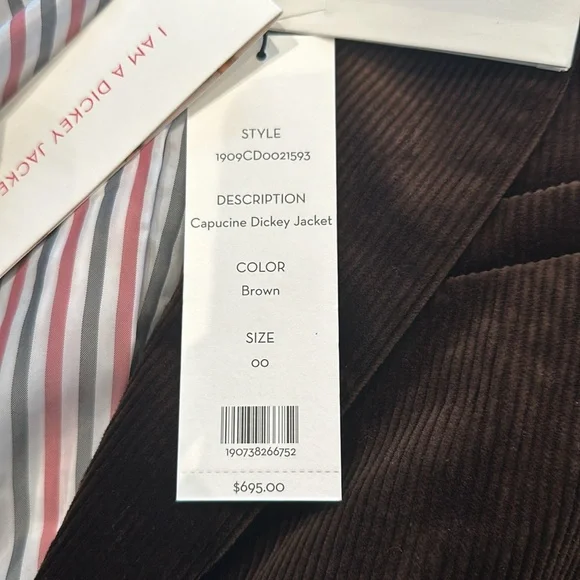 I AM A DICKEY JACKE
STYLE
1909CD0021593
DESCRIPTION
Capucine Dickey Jacket
COLOR
Brown
SIZE
00
190738266752
$695.00